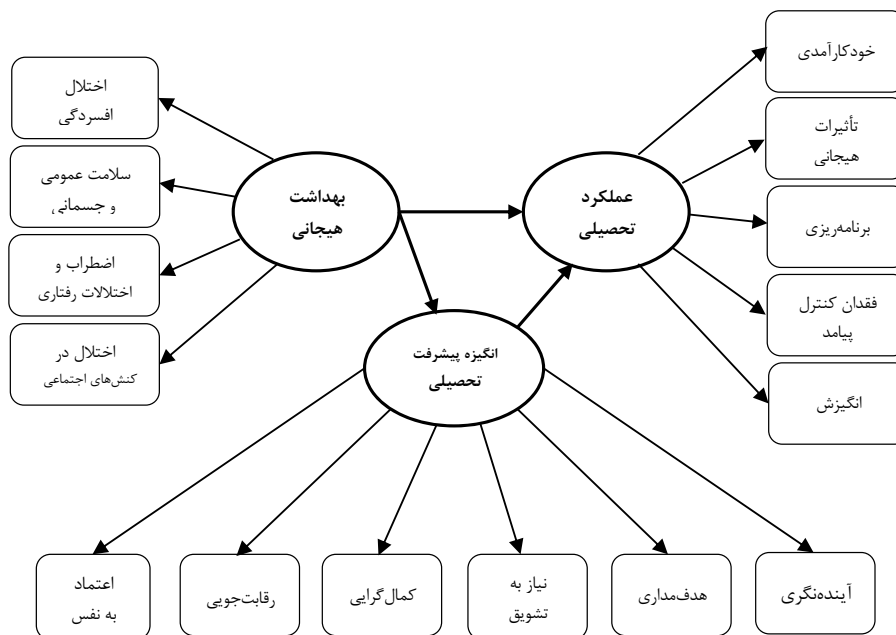 خودکارآمدی
تأثیرات
هیجانی
برنامه‌ریزی
فقدان کنترل
پیامد
انگیزش
عملکرد
تحصیلی
بهداشت
هیجانی
اختلال
افسردگی
سلامت عمومی
و جسمانی
اضطراب و
اختلالات رفتاری
اختلال در
کنش‌های اجتماعی
انگیزه پیشرفت
تحصیلی
آینده‌نگری
هدف‌مداری
نیاز به
تشویق
کمال‌گرایی
رقابت‌جویی
اعتماد
به نفس